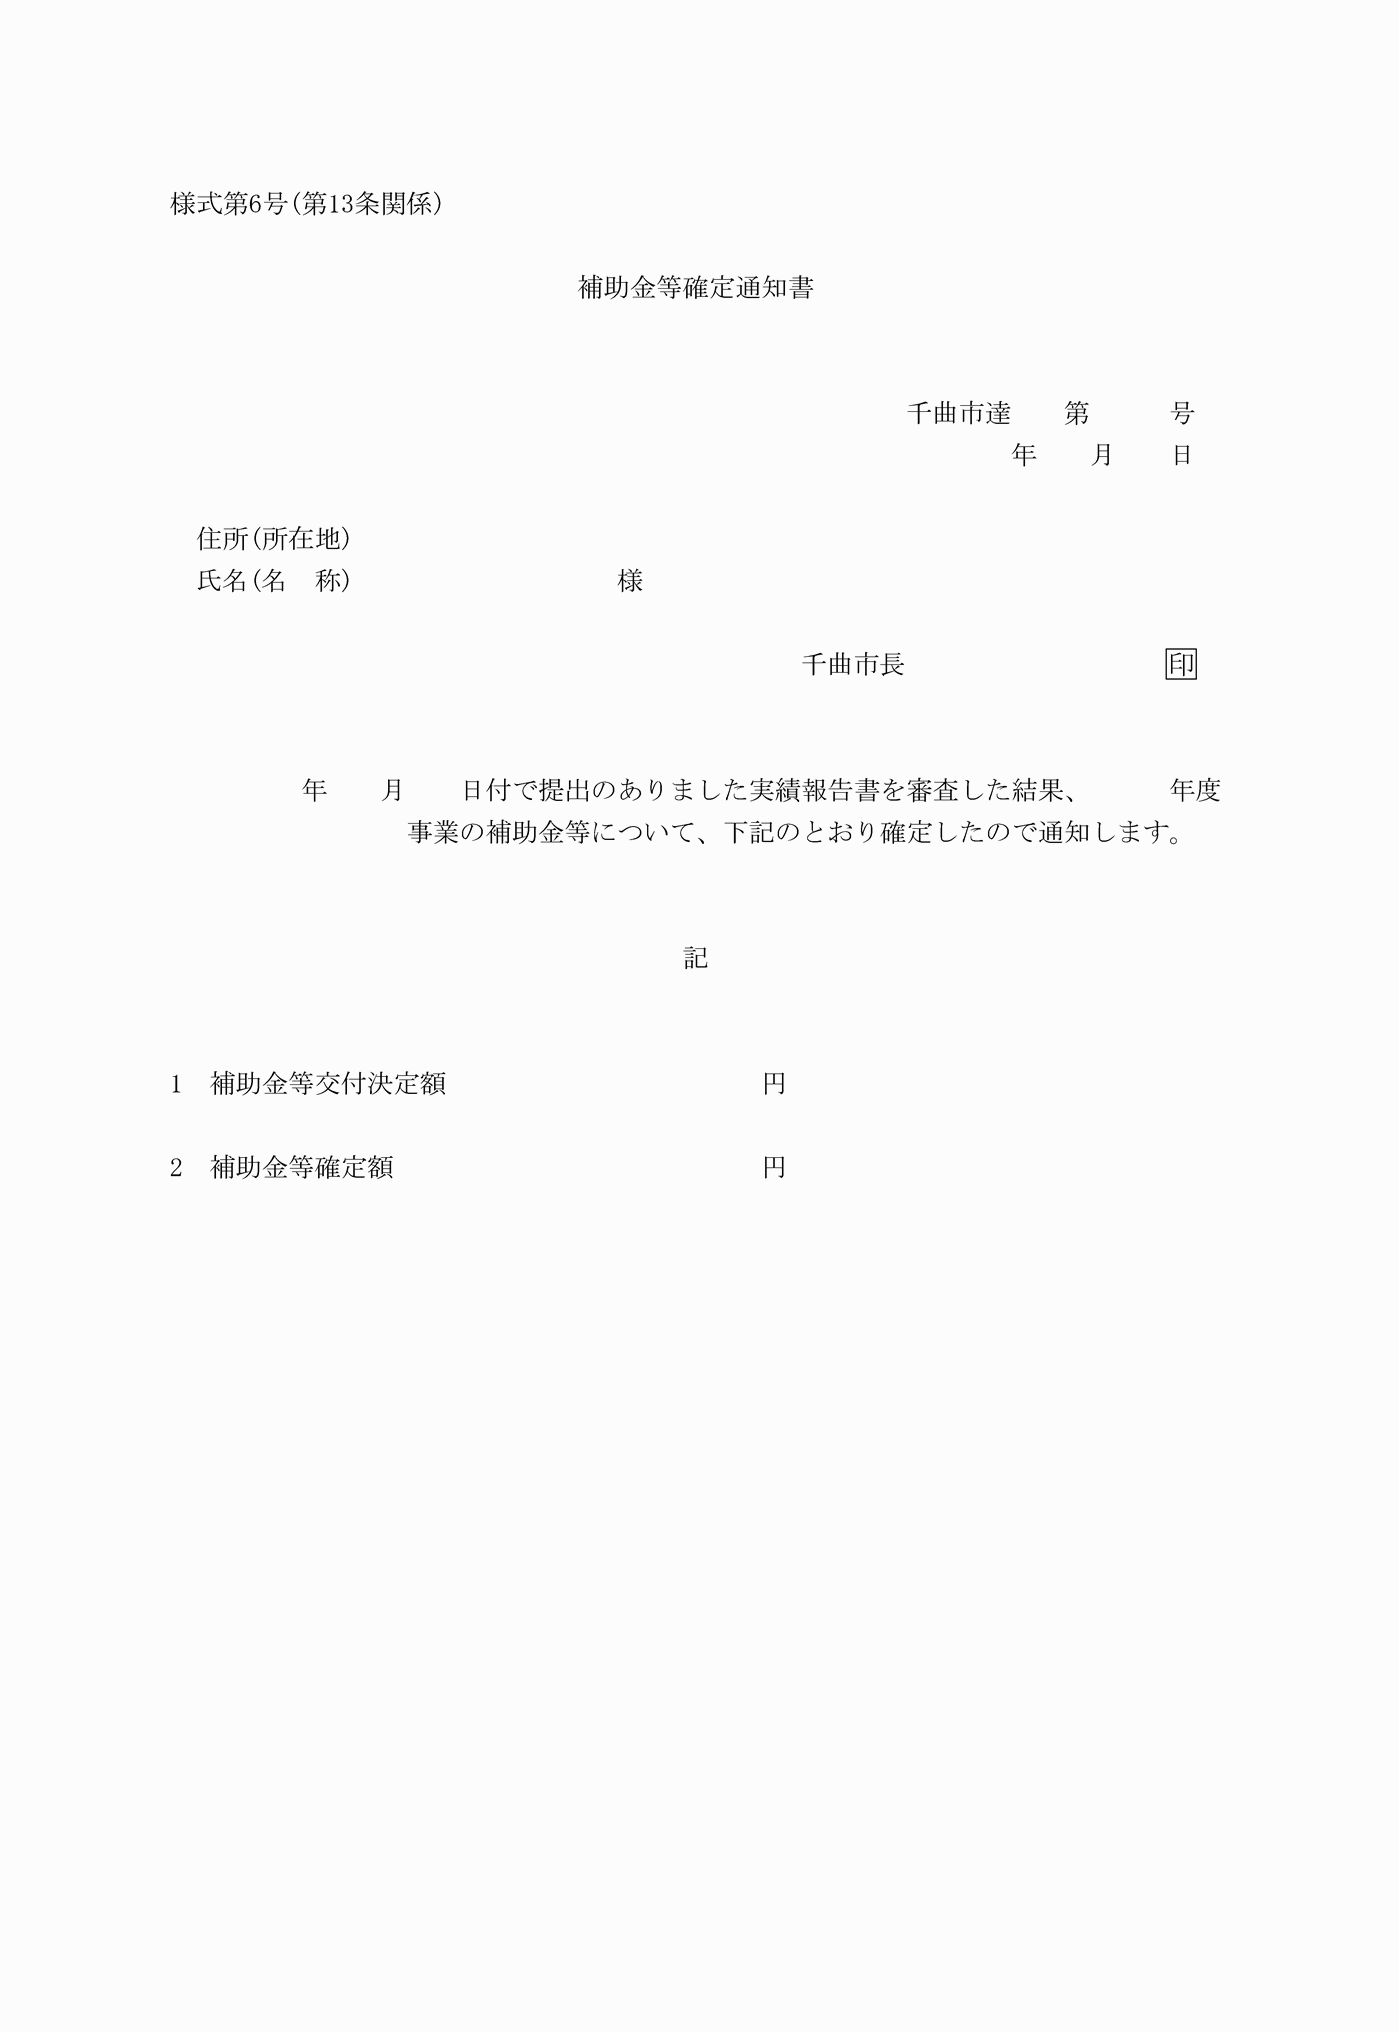 様式第6号(第13条関係)
補助金等確定通知書
千曲市達　　第　　　号
年　　月　　日
住所(所在地)
氏名(名　称)　　　　　　　　　　様
千曲市長　　　　　　　　　　印
年　　月　　日付で提出のありました実績報告書を審査した結果、　　　年度
事業の補助金等について、下記のとおり確定したので通知します。
記
1　補助金等交付決定額　　　　　　　　　　　　円
2　補助金等確定額　　　　　　　　　　　　　　円